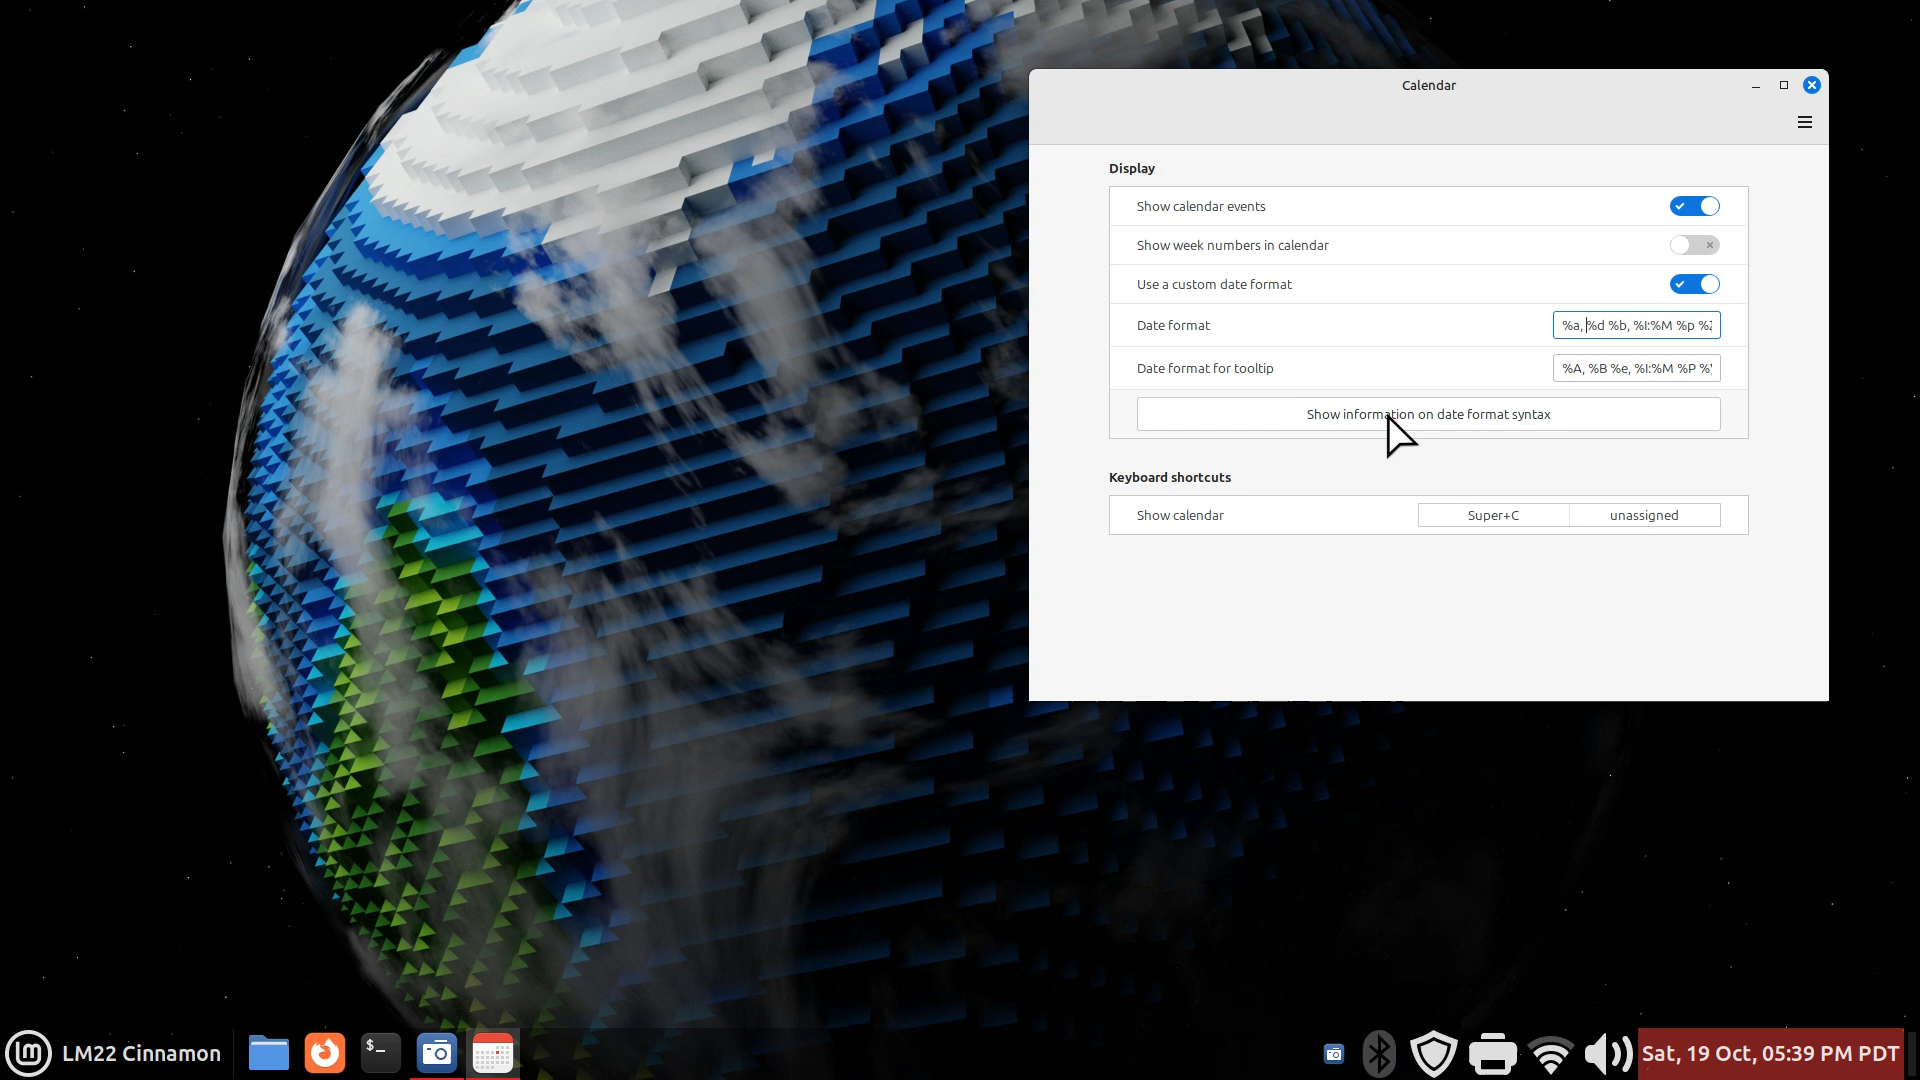 Calendar
Display
Show calendar events
Show week numbers in calendar
Use a custom date format
Date format
%a, %d %b, %I:%M %p
Date format for tooltip
%A, %B %e, %I:%M %P
Show information on date format syntax
Keyboard shortcuts
Show calendar Super+C unassigned
LM22 Cinnamon
$_
Sat, 19 Oct, 05:39 PM PDT